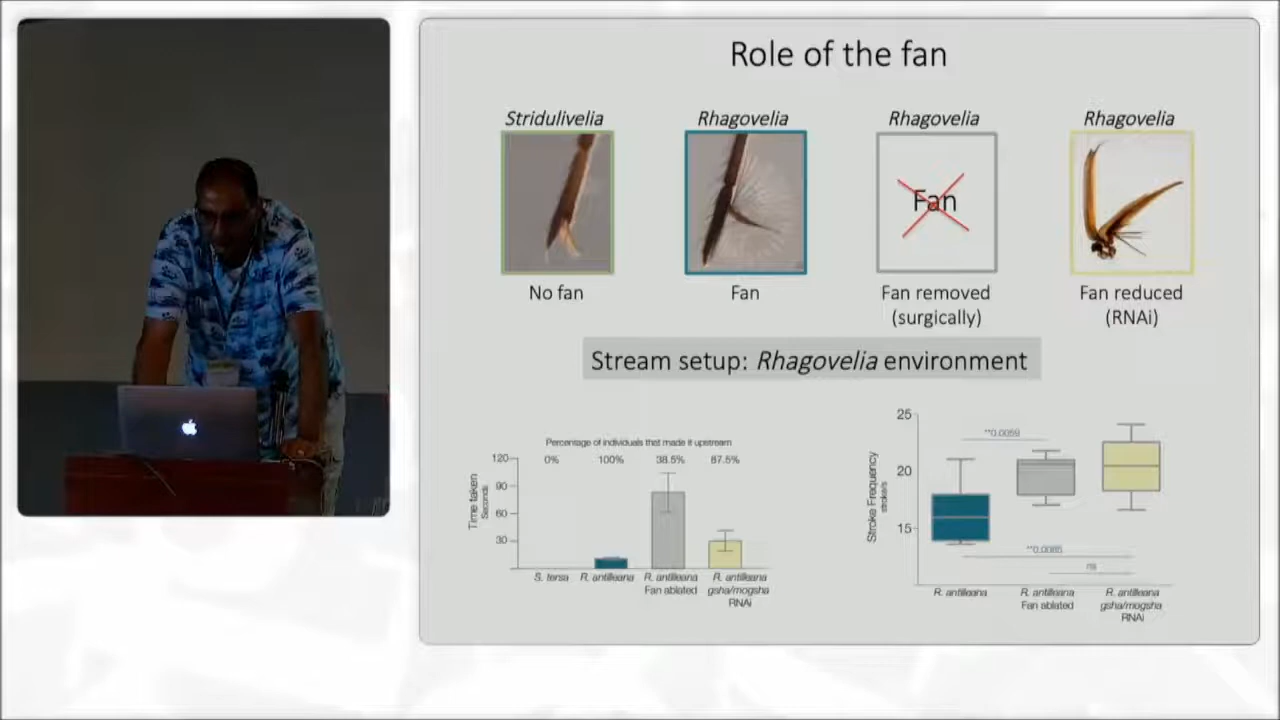 Role of the fan
Stridulivelia
Rhagovelia
Rhagovelia
Rhagovelia
Fan
No fan
Fan
Fan removed
(surgically)
Fan reduced
(RNAi)
Stream setup: Rhagovelia environment
Percentage of individuals that made it upstream
0%
100%
38.5%
87.5%
120
90
60
30
Time taken
Seconds
S. tersa
R. antilleana
R. antilleana
Fan ablated
R. antilleana
gsha/mogsha
RNAi
25
20
15
Stroke Frequency
stroke/s
**0.0059
**0.0085
ns
R. antilleana
R. antilleana
Fan ablated
R. antilleana
gsha/mogsha
RNAi